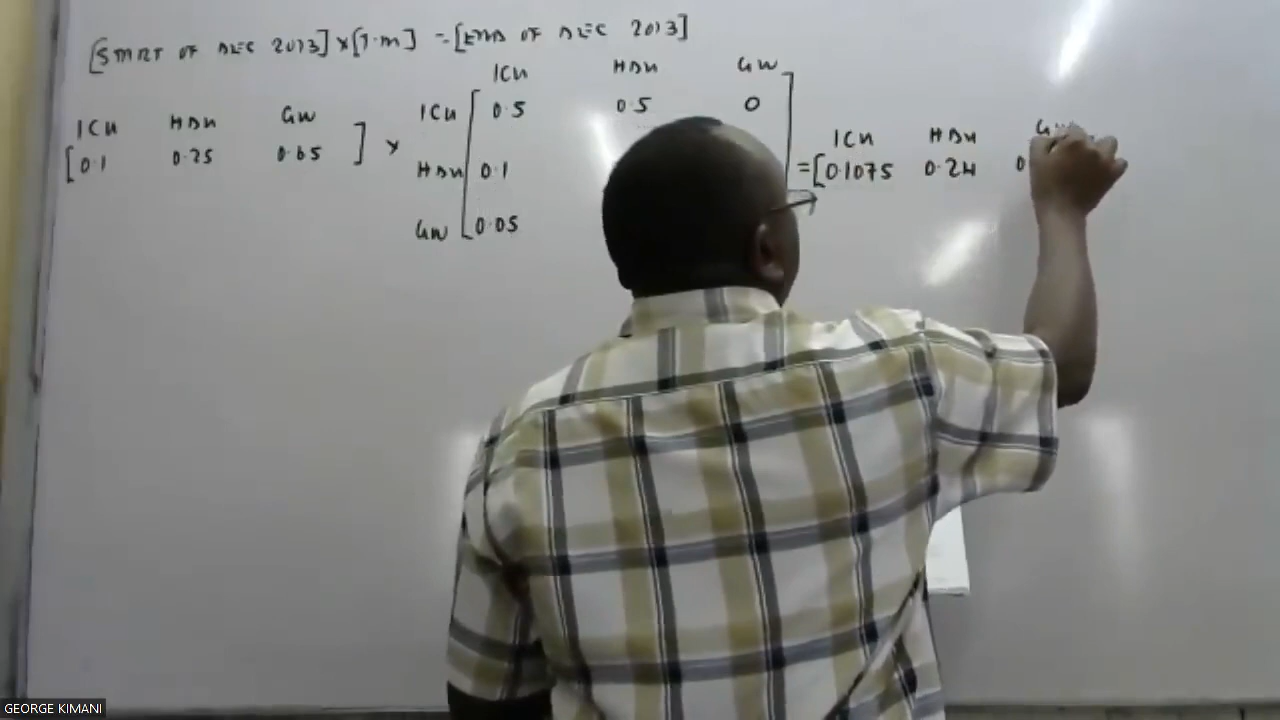 [START OF DEC 2013] x [T.M] = [END OF DEC 2013]
ICU HDU GW
ICU 0.5 0.5 0
ICU HDU GW
[0.1 0.25 0.65] x
HDU 0.1
GW 0.05
ICU HDU
= [0.1075 0.24 0
GEORGE KIMANI